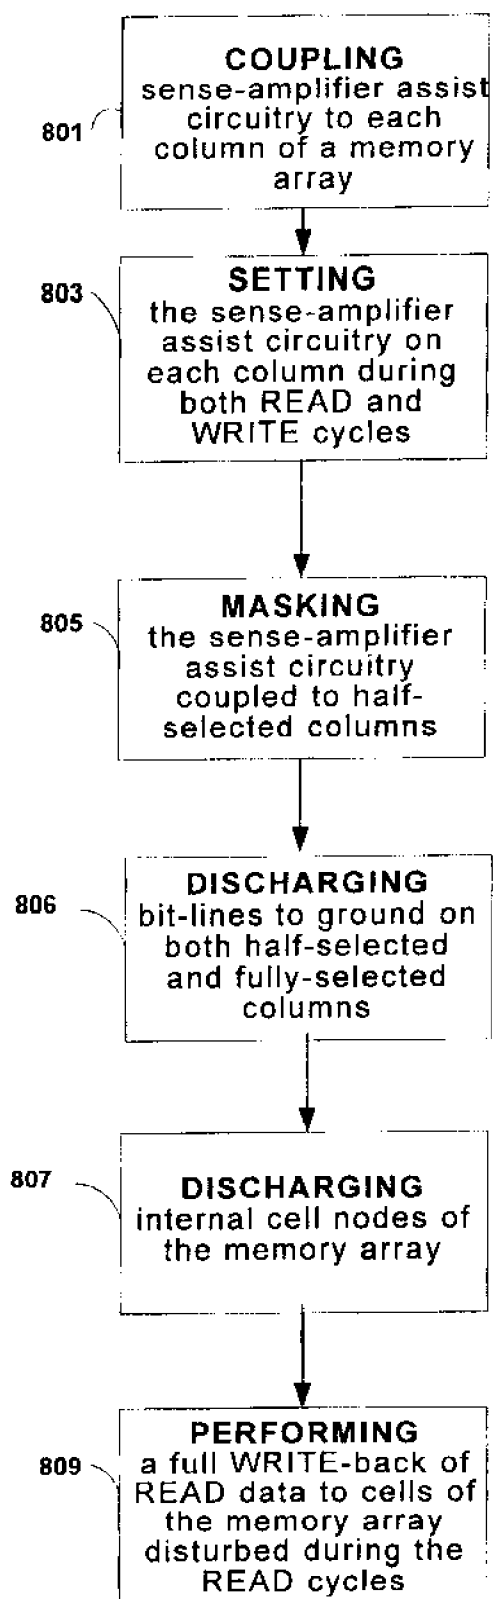 COUPLING
sense-amplifier assist
circuitry to each
column of a memory
array
801
SETTING
the sense-amplifier
assist circuitry on
each column during
both READ and
WRITE cycles
803
MASKING
the sense-amplifier
assist circuitry
coupled to half-
selected columns
805
DISCHARGING
bit-lines to ground on
both half-selected
and fully-selected
columns
806
DISCHARGING
internal cell nodes of
the memory array
807
PERFORMING
a full WRITE-back of
READ data to cells of
the memory array
disturbed during the
READ cycles
809